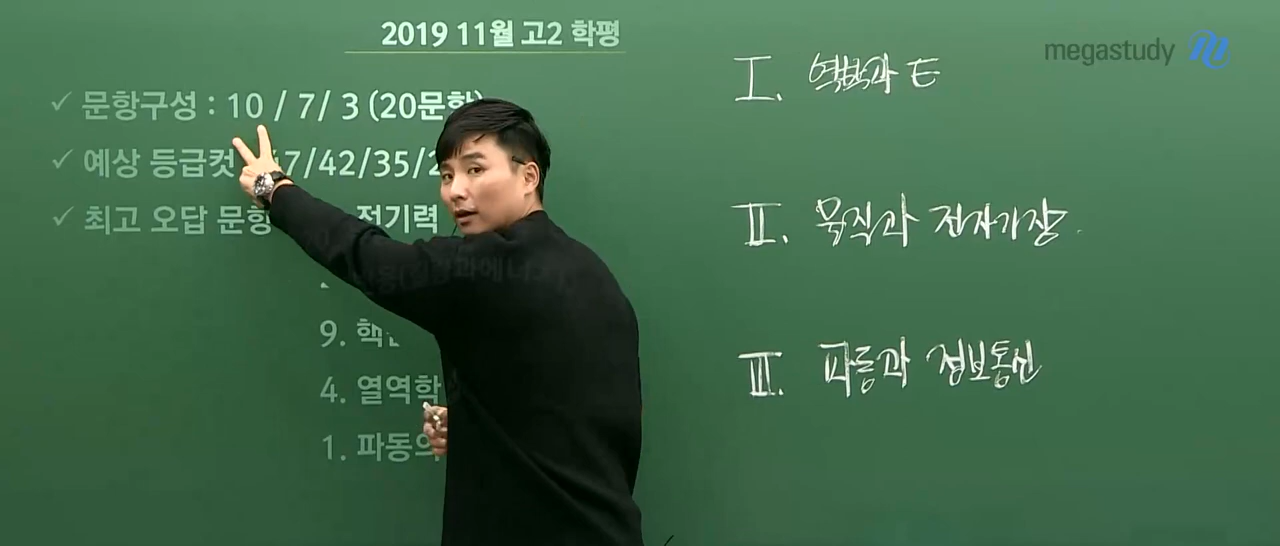 2019 11월 고2 학평
megastudy
✓ 문항구성 : 10 / 7/ 3 (20문항)
✓ 예상 등급컷 47/42/35/2
✓ 최고 오답 문항 전기력
9. 핵
4. 열역학
1. 파동의
I. 역학과 E
II. 물질과 전자기장.
III. 파동과 정보통신